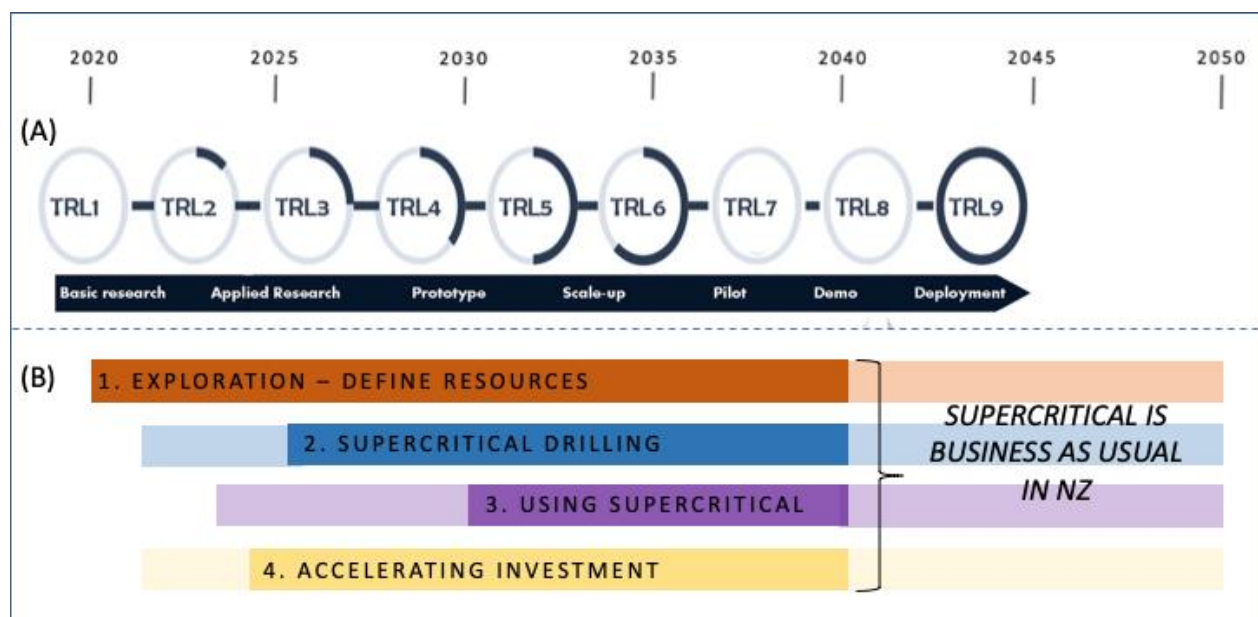 2020 2025 2030 2035 2040 2045 2050
(A)
TRL1 TRL2 TRL3 TRL4 TRL5 TRL6 TRL7 TRL8 TRL9
Basic research Applied Research Prototype Scale-up Pilot Demo Deployment
(B)
1. EXPLORATION – DEFINE RESOURCES
2. SUPERCRITICAL DRILLING
3. USING SUPERCRITICAL
4. ACCELERATING INVESTMENT
SUPERCRITICAL IS
BUSINESS AS USUAL
IN NZ